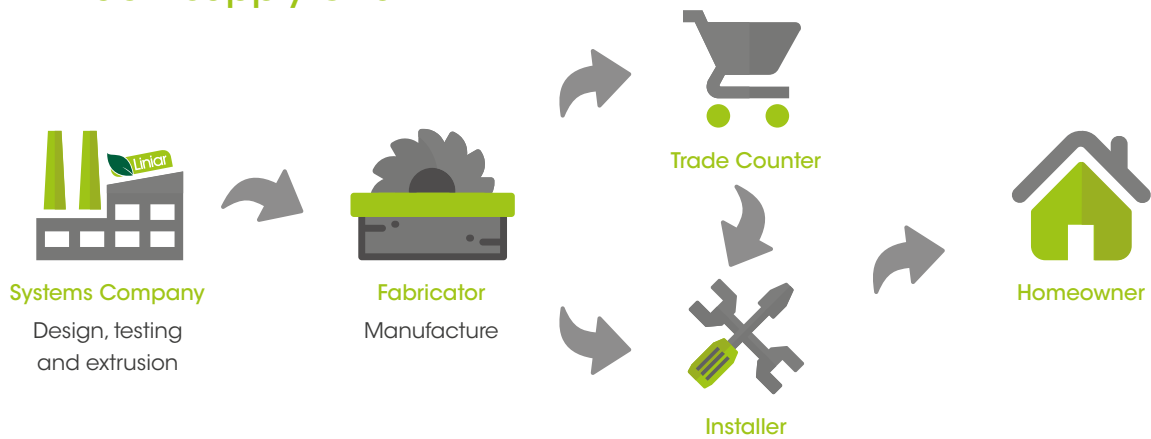 Liniar
Trade Counter
Systems Company
Design, testing
and extrusion
Fabricator
Manufacture
Homeowner
Installer